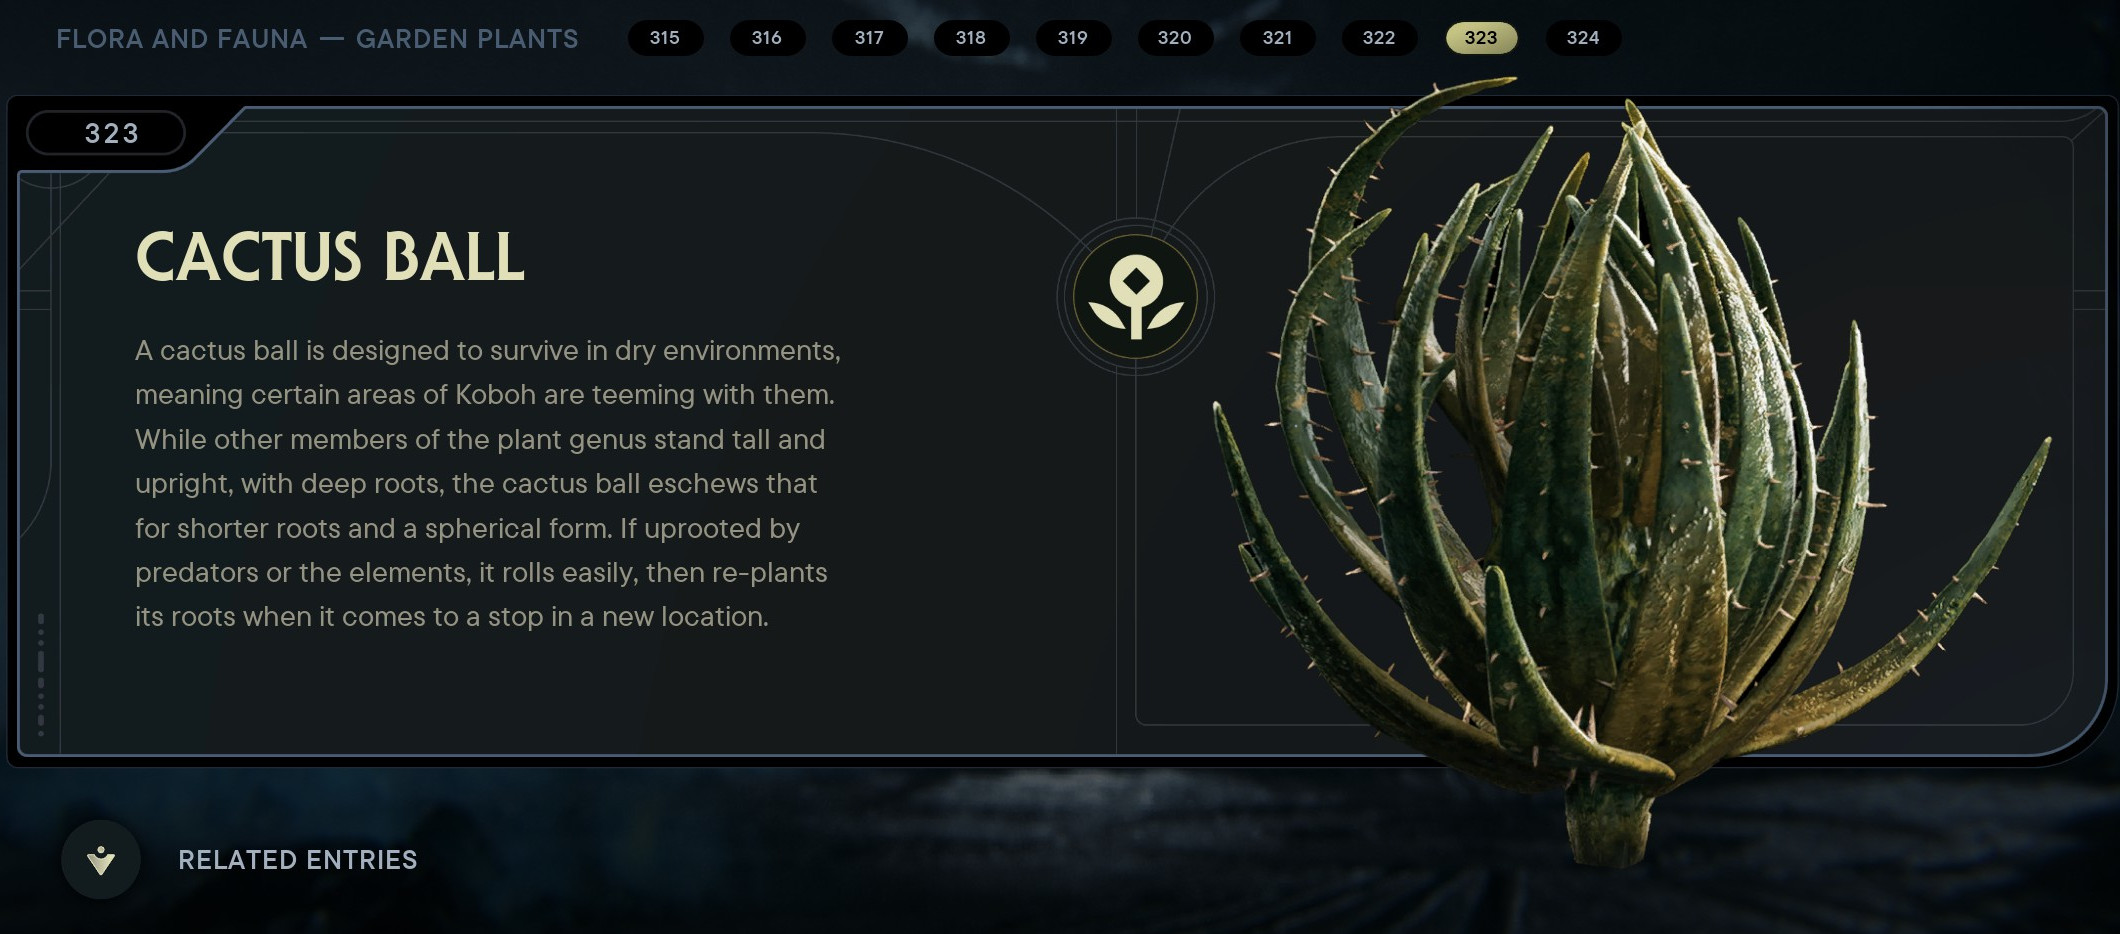 FLORA AND FAUNA — GARDEN PLANTS 315 316 317 318 319 320 321 322 323 324
323
CACTUS BALL
A cactus ball is designed to survive in dry environments,
meaning certain areas of Koboh are teeming with them.
While other members of the plant genus stand tall and
upright, with deep roots, the cactus ball eschews that
for shorter roots and a spherical form. If uprooted by
predators or the elements, it rolls easily, then re-plants
its roots when it comes to a stop in a new location.
RELATED ENTRIES